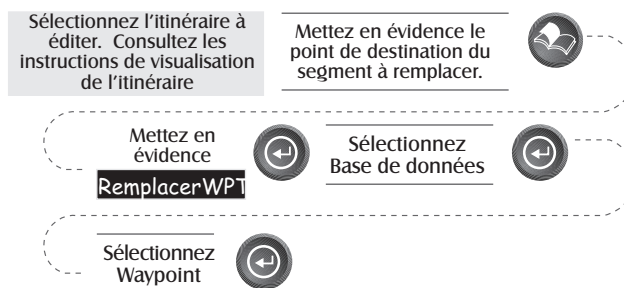 Sélectionnez l'itinéraire à
éditer. Consultez les
instructions de visualisation
de l'itinéraire
Mettez en évidence le
point de destination du
segment à remplacer.
Mettez en
évidence
RemplacerWPT
Sélectionnez
Base de données
Sélectionnez
Waypoint